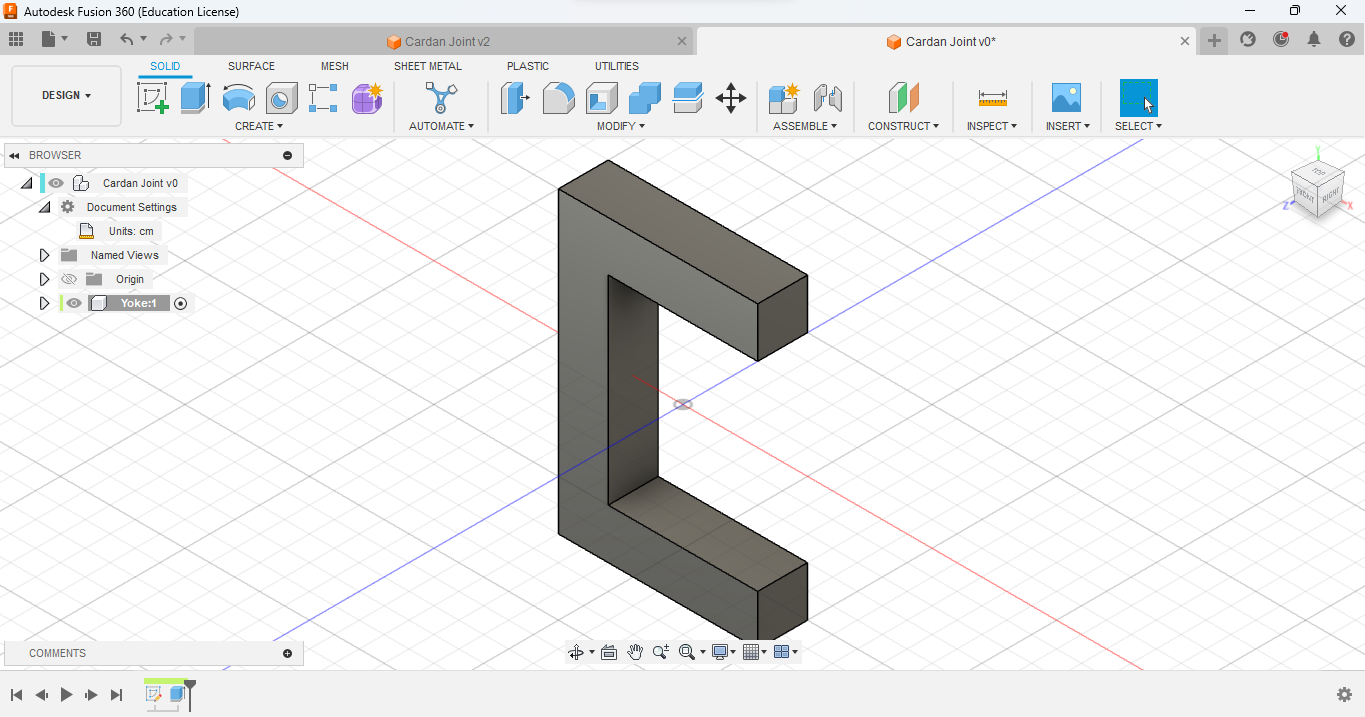 Autodesk Fusion 360 (Education License)
Cardan Joint v2
Cardan Joint v0*
DESIGN
SOLID SURFACE MESH SHEET METAL PLASTIC UTILITIES
CREATE AUTOMATE MODIFY ASSEMBLE CONSTRUCT INSPECT INSERT SELECT
BROWSER
Cardan Joint v0
Document Settings
Units: cm
Named Views
Origin
Yoke:1
Y
TOP
FRONT
RIGHT
Z
X
COMMENTS